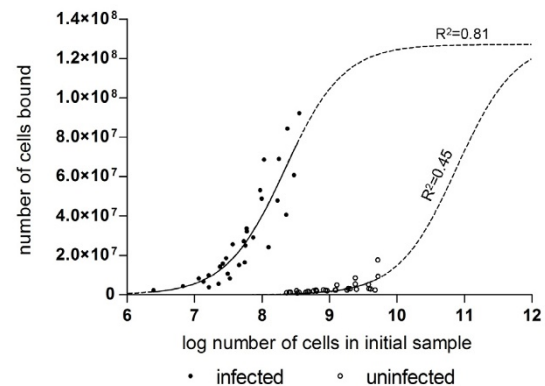 1.4×10⁸
1.2×10⁸
1.0×10⁸
8.0×10⁷
6.0×10⁷
4.0×10⁷
2.0×10⁷
0
number of cells bound
R²=0.81
R²=0.45
6 7 8 9 10 11 12
log number of cells in initial sample
• infected ○ uninfected